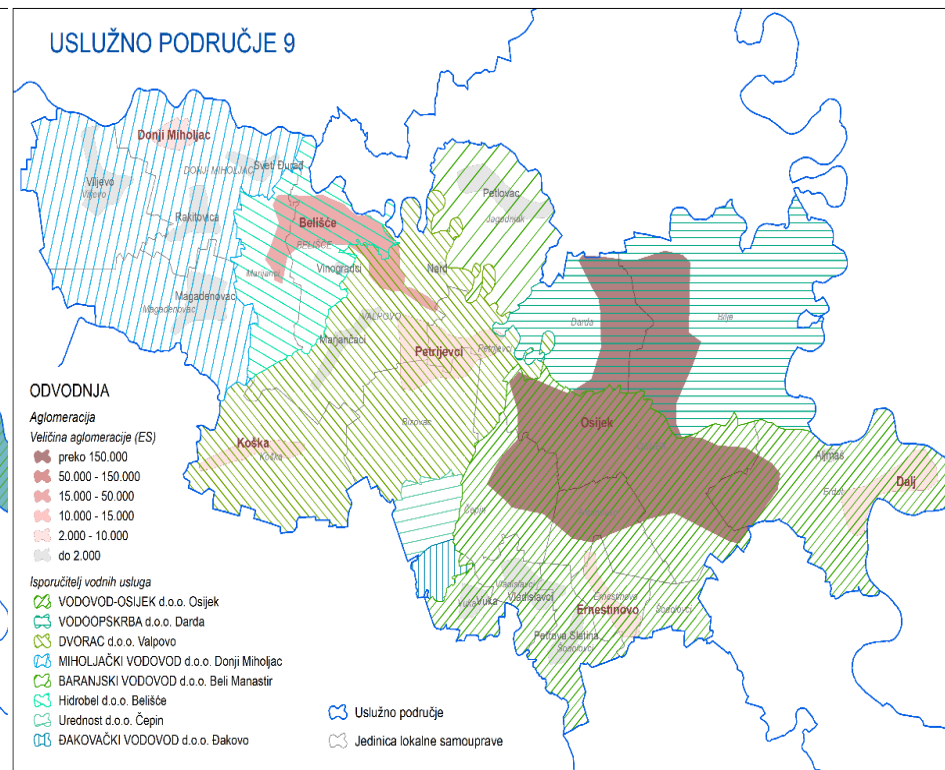 USLUŽNO PODRUČJE 9
Donji Miholjac
DONJI MIHOLJAC
Sveti Đurađ
Viljevo
Viljevo
Rakitovica
Petlovac
Jagodnjak
Belišće
BELIŠĆE
Marijanci
Vinogradci
Nard
Magadenovac
Magadenovac
VALPOVO
Darda
Bilje
Marjančaci
Petrijevci
Petrijevci
Bizovac
Osijek
Koška
Koška
Aljmaš
Dalj
Erdut
Čepin
Vladislavci
Vuka
Vuka
Vladislavci
Ernestinovo
Ernestinovo
Šodolovci
Petrova Slatina
Šodolovci
ODVODNJA
Aglomeracija
Veličina aglomeracije (ES)
preko 150.000
50.000 - 150.000
15.000 - 50.000
10.000 - 15.000
2.000 - 10.000
do 2.000
Isporučitelj vodnih usluga
VODOVOD-OSIJEK d.o.o. Osijek
VODOOPSKRBA d.o.o. Darda
DVORAC d.o.o. Valpovo
MIHOLJAČKI VODOVOD d.o.o. Donji Miholjac
BARANJSKI VODOVOD d.o.o. Beli Manastir
Hidrobel d.o.o. Belišće
Urednost d.o.o. Čepin
ĐAKOVAČKI VODOVOD d.o.o. Đakovo
Uslužno područje
Jedinica lokalne samouprave